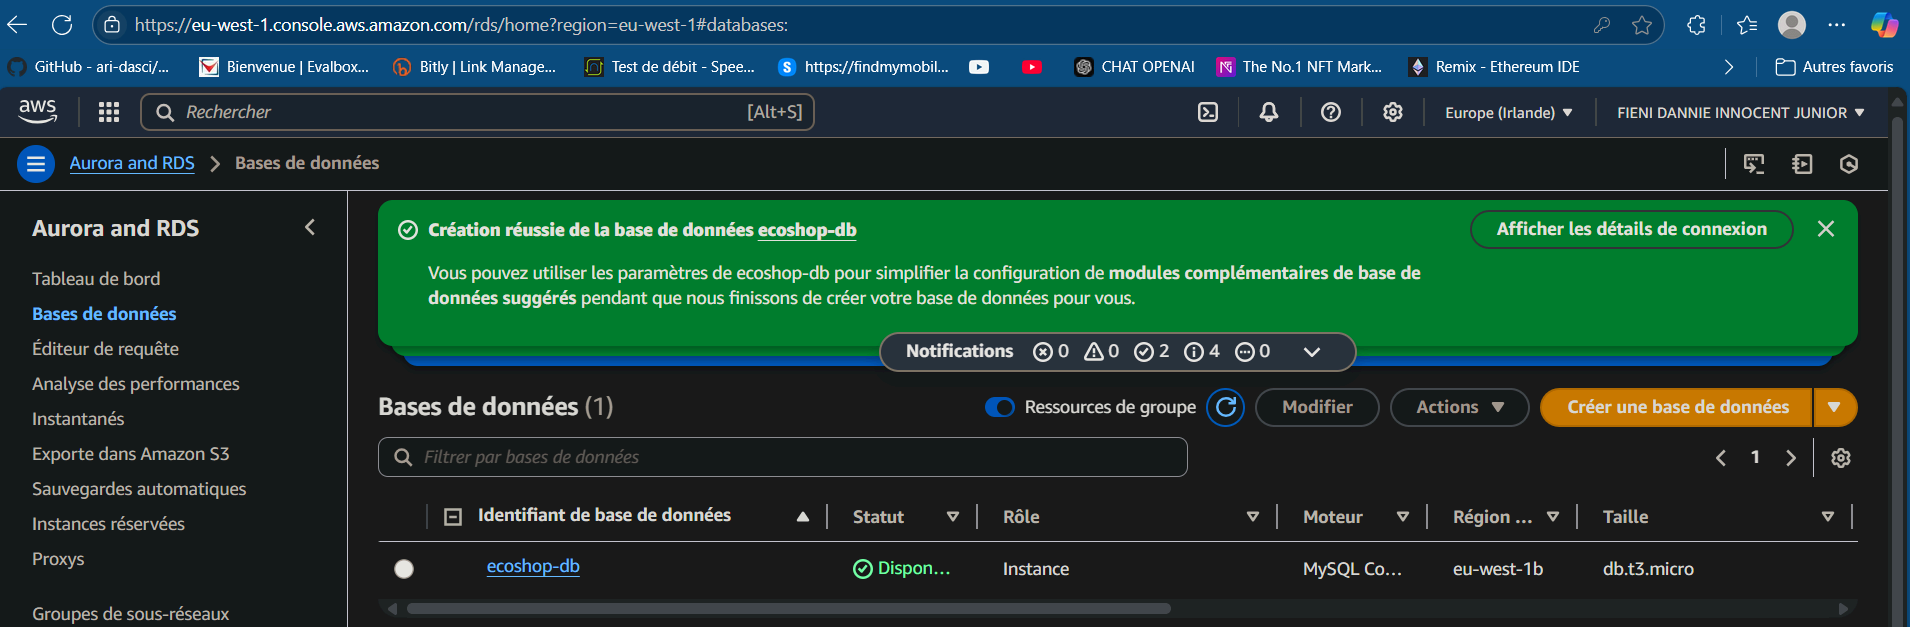 https://eu-west-1.console.aws.amazon.com/rds/home?region=eu-west-1#databases:
GitHub - ari-dasci/...
Bienvenue | Evalbox...
Bitly | Link Manage...
Test de débit - Spee...
https://findmymobil...
CHAT OPENAI
The No.1 NFT Mark...
Remix - Ethereum IDE
Autres favoris
aws
Rechercher
[Alt+S]
Europe (Irlande)
FIENI DANNIE INNOCENT JUNIOR
Aurora and RDS
Bases de données
Aurora and RDS
Tableau de bord
Bases de données
Éditeur de requête
Analyse des performances
Instantanés
Exporte dans Amazon S3
Sauvegardes automatiques
Instances réservées
Proxys
Groupes de sous-réseaux
Création réussie de la base de données ecoshop-db
Afficher les détails de connexion
Vous pouvez utiliser les paramètres de ecoshop-db pour simplifier la configuration de modules complémentaires de base de
données suggérés pendant que nous finissons de créer votre base de données pour vous.
Notifications 0 0 2 4 0
Bases de données (1)
Ressources de groupe
Modifier
Actions
Créer une base de données
Filtrer par bases de données
1
Identifiant de base de données Statut Rôle Moteur Région ... Taille
ecoshop-db Dispon... Instance MySQL Co... eu-west-1b db.t3.micro